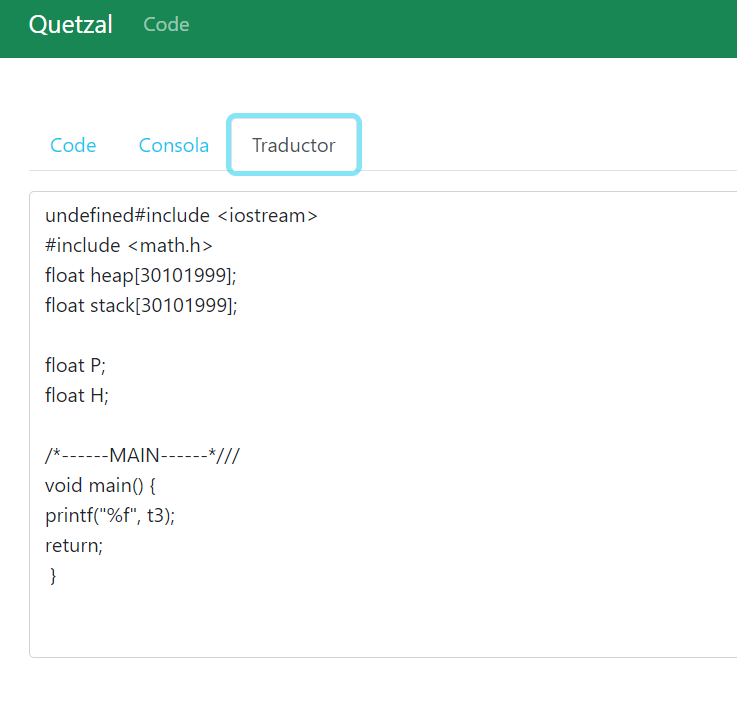 Quetzal Code
Code Consola Traductor
undefined#include <iostream>
#include <math.h>
float heap[30101999];
float stack[30101999];
float P;
float H;
/*------MAIN------*///
void main() {
printf("%f", t3);
return;
}